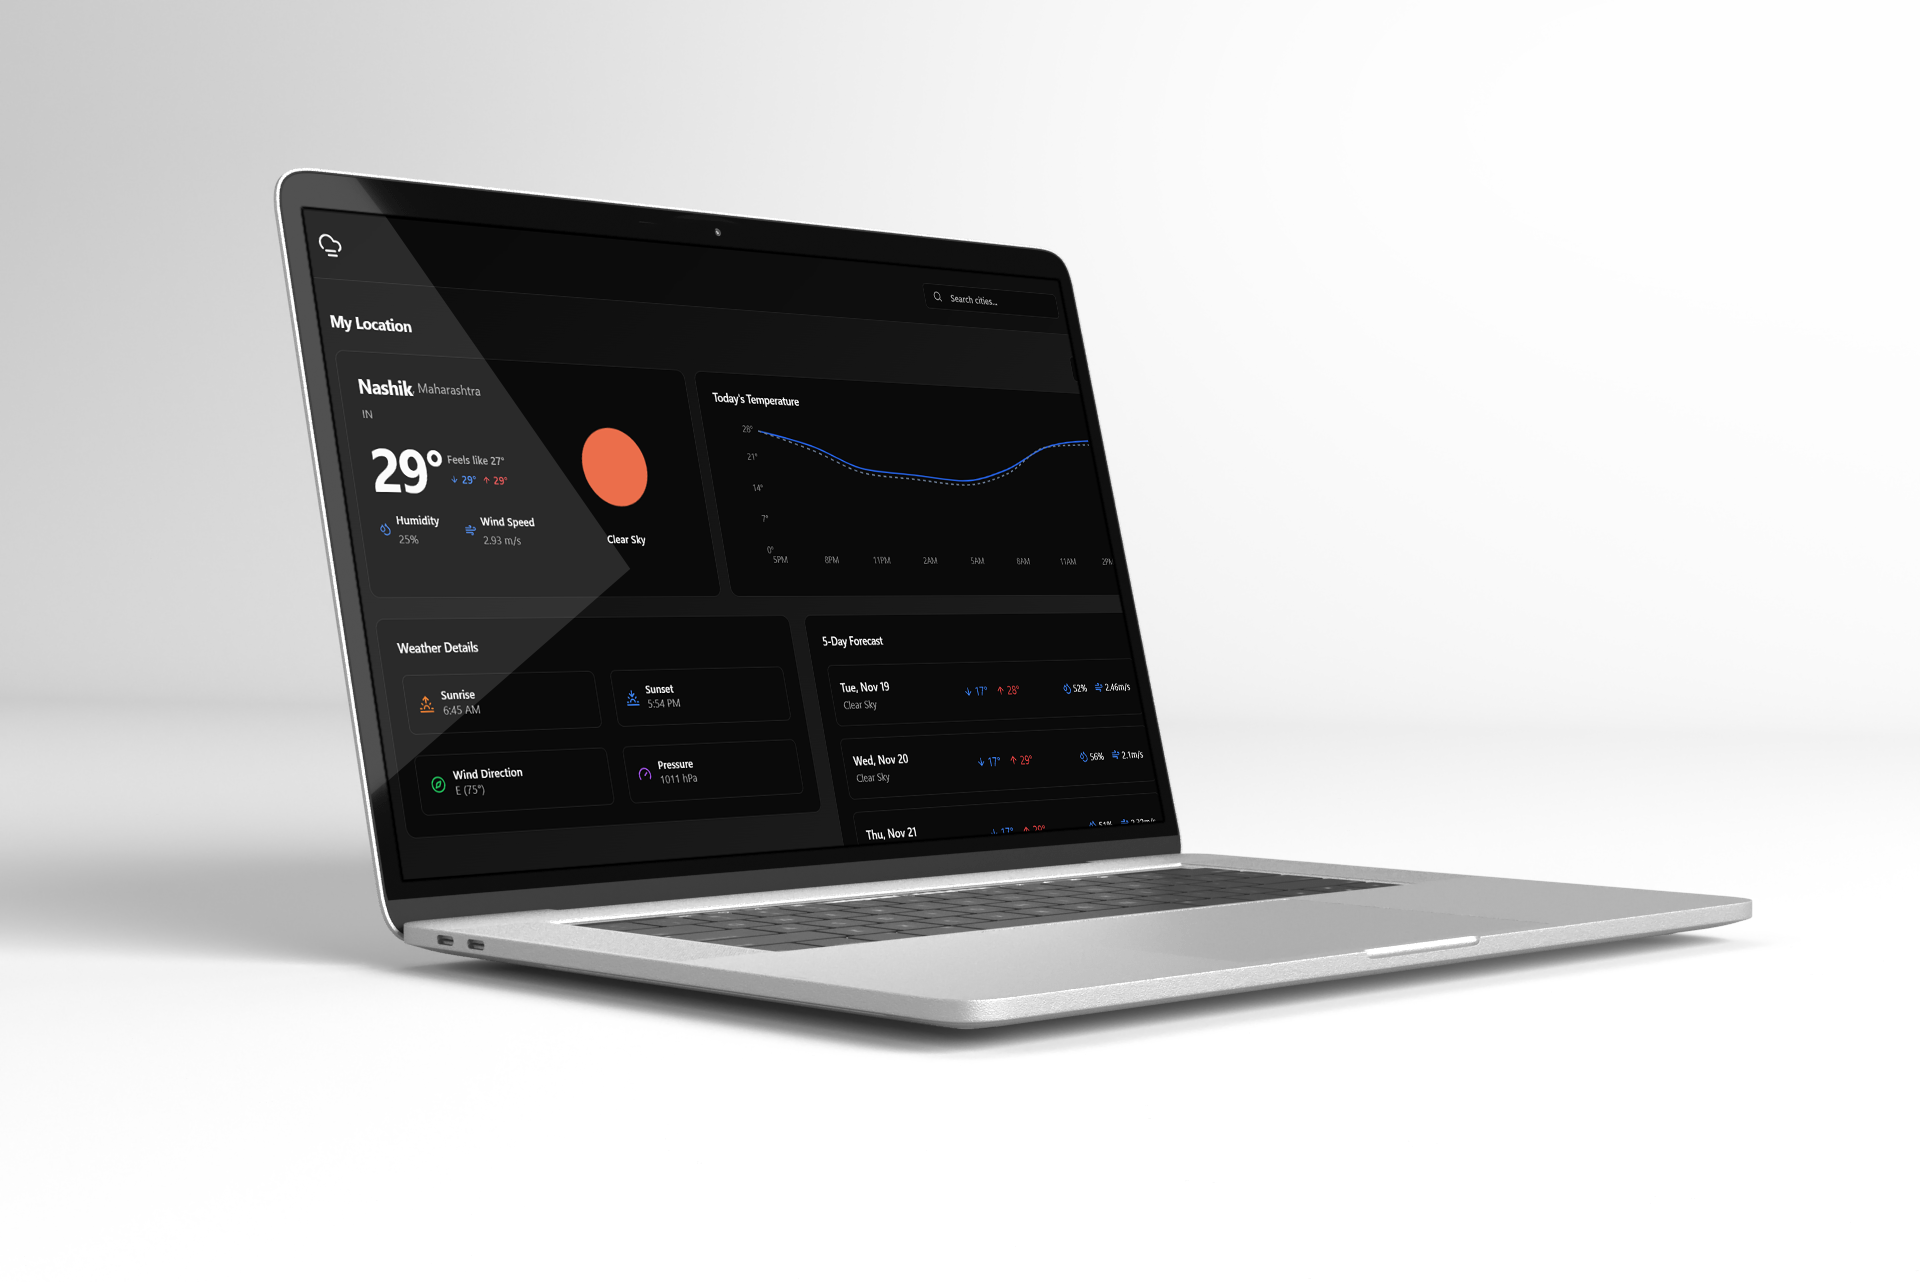 Search cities...
My Location
Nashik, Maharashtra
IN
29°
Feels like 27°
29° 29°
Humidity
25%
Wind Speed
2.93 m/s
Clear Sky
Today's Temperature
28°
21°
14°
7°
0°
5PM 8PM 11PM 2AM 5AM 8AM 11AM 2PM
Weather Details
Sunrise
6:45 AM
Sunset
5:54 PM
Wind Direction
E (75°)
Pressure
1011 hPa
5-Day Forecast
Tue, Nov 19
Clear Sky
17° 28° 52% 2.46m/s
Wed, Nov 20
Clear Sky
17° 29° 56% 2.1m/s
Thu, Nov 21
17° 51%